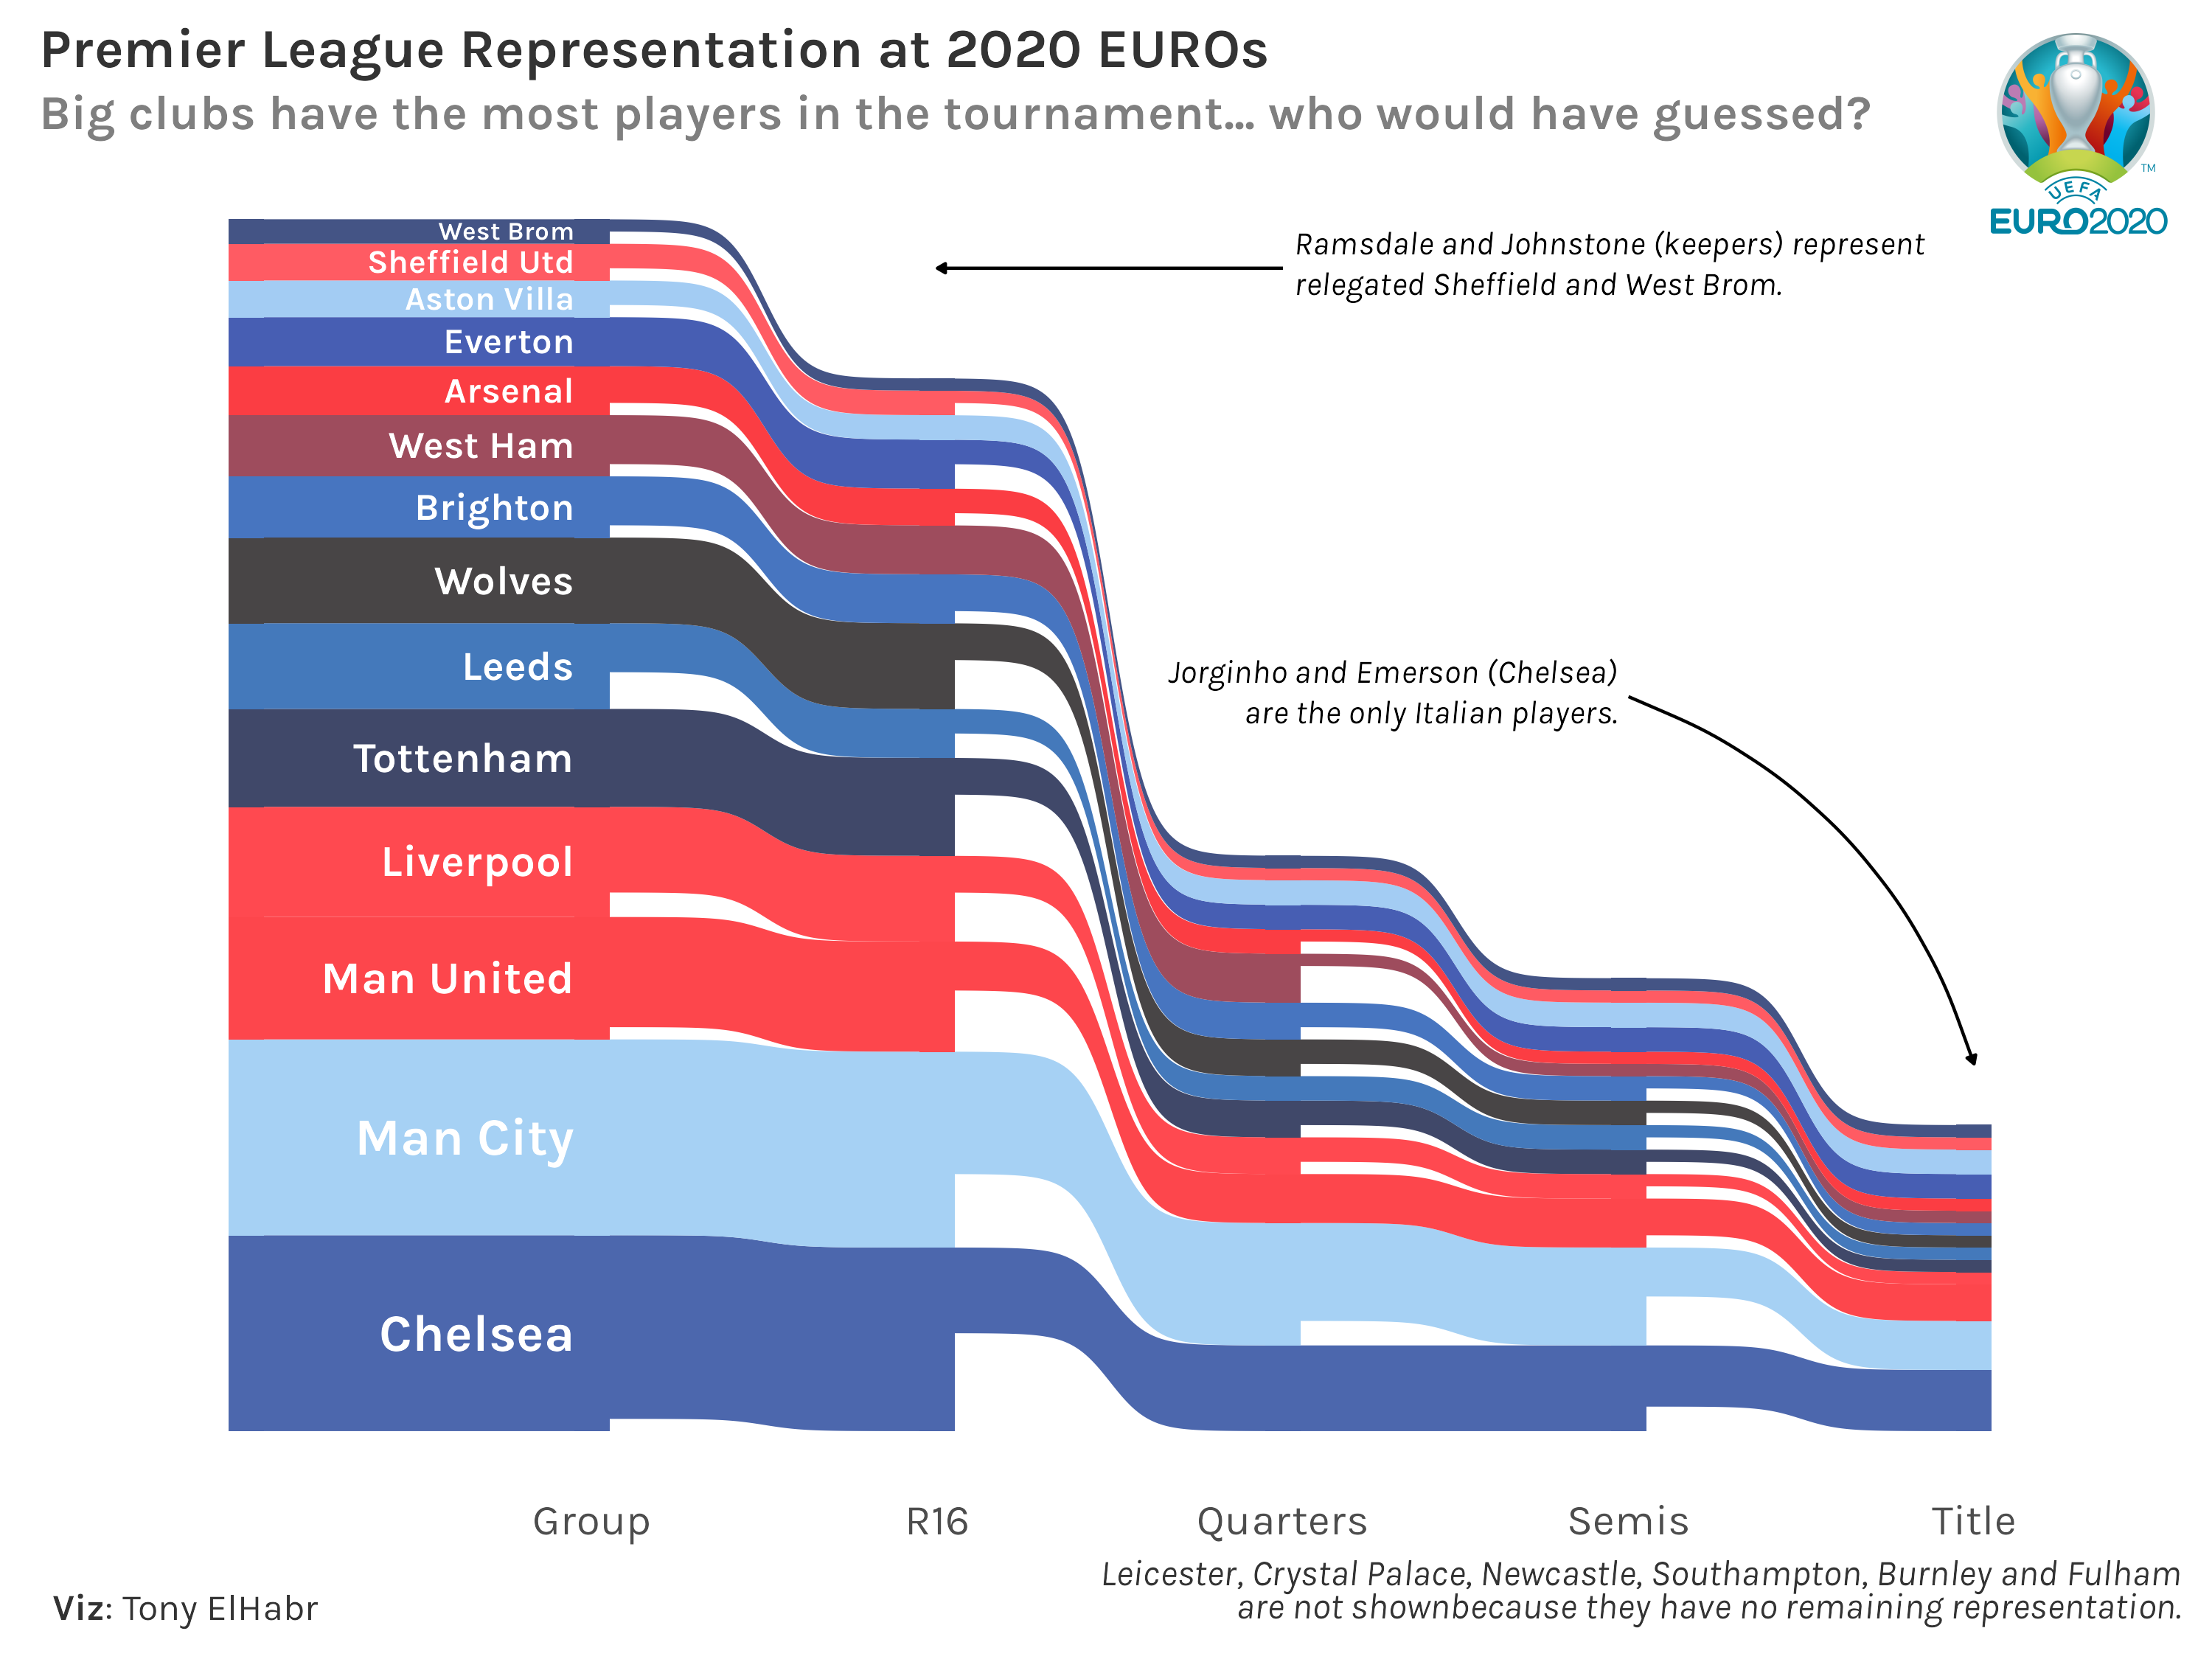 Premier League Representation at 2020 EUROs
Big clubs have the most players in the tournament... who would have guessed?
TM
UEFA
EURO2020
West Brom
Sheffield Utd
Aston Villa
Everton
Arsenal
West Ham
Brighton
Wolves
Leeds
Tottenham
Liverpool
Man United
Man City
Chelsea
Ramsdale and Johnstone (keepers) represent
relegated Sheffield and West Brom.
Jorginho and Emerson (Chelsea)
are the only Italian players.
Group
R16
Quarters
Semis
Title
Leicester, Crystal Palace, Newcastle, Southampton, Burnley and Fulham
are not shownbecause they have no remaining representation.
Viz: Tony ElHabr